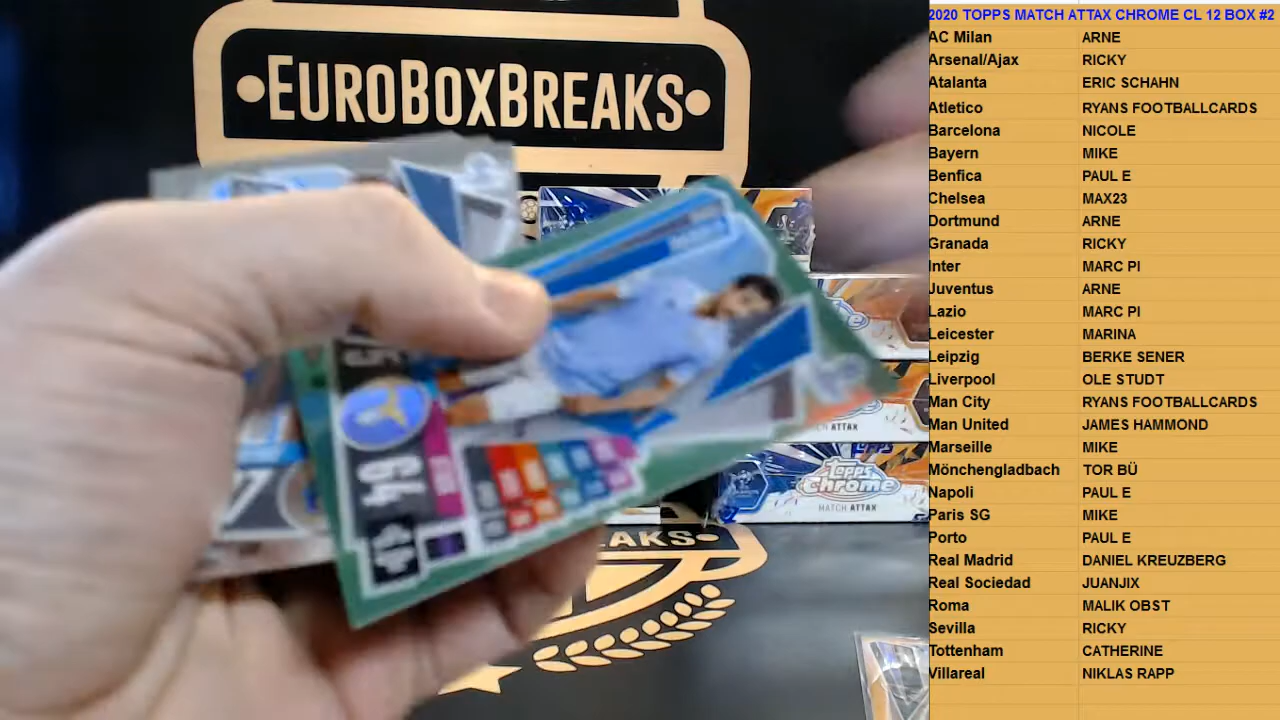 EUROBOXBREAKS
64
topps
Chrome
MATCH ATTAX
MATCH ATTAX
2020 TOPPS MATCH ATTAX CHROME CL 12 BOX #2
AC Milan ARNE
Arsenal/Ajax RICKY
Atalanta ERIC SCHAHN
Atletico RYANS FOOTBALLCARDS
Barcelona NICOLE
Bayern MIKE
Benfica PAUL E
Chelsea MAX23
Dortmund ARNE
Granada RICKY
Inter MARC PI
Juventus ARNE
Lazio MARC PI
Leicester MARINA
Leipzig BERKE SENER
Liverpool OLE STUDT
Man City RYANS FOOTBALLCARDS
Man United JAMES HAMMOND
Marseille MIKE
Mönchengladbach TOR BÜ
Napoli PAUL E
Paris SG MIKE
Porto PAUL E
Real Madrid DANIEL KREUZBERG
Real Sociedad JUANJIX
Roma MALIK OBST
Sevilla RICKY
Tottenham CATHERINE
Villareal NIKLAS RAPP